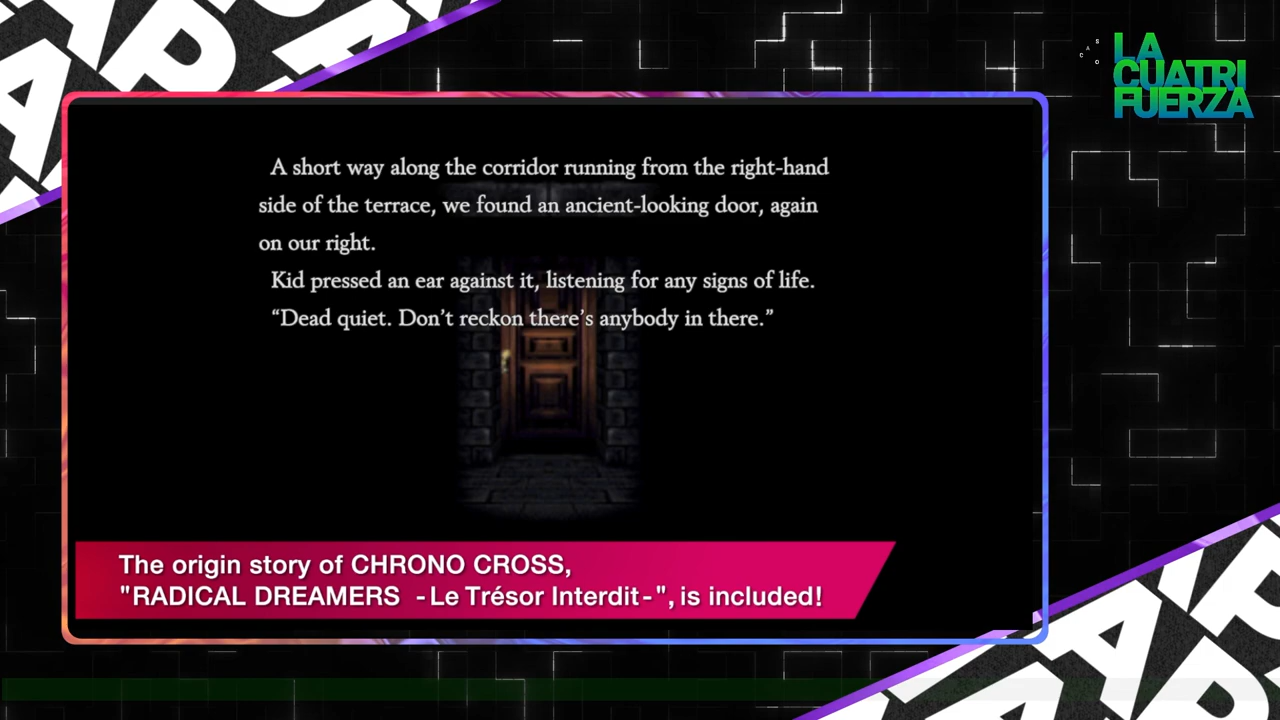 LA
CUATRI
FUERZA
A short way along the corridor running from the right-hand
side of the terrace, we found an ancient-looking door, again
on our right.
Kid pressed an ear against it, listening for any signs of life.
“Dead quiet. Don’t reckon there’s anybody in there.”
The origin story of CHRONO CROSS,
"RADICAL DREAMERS -Le Trésor Interdit-", is included!